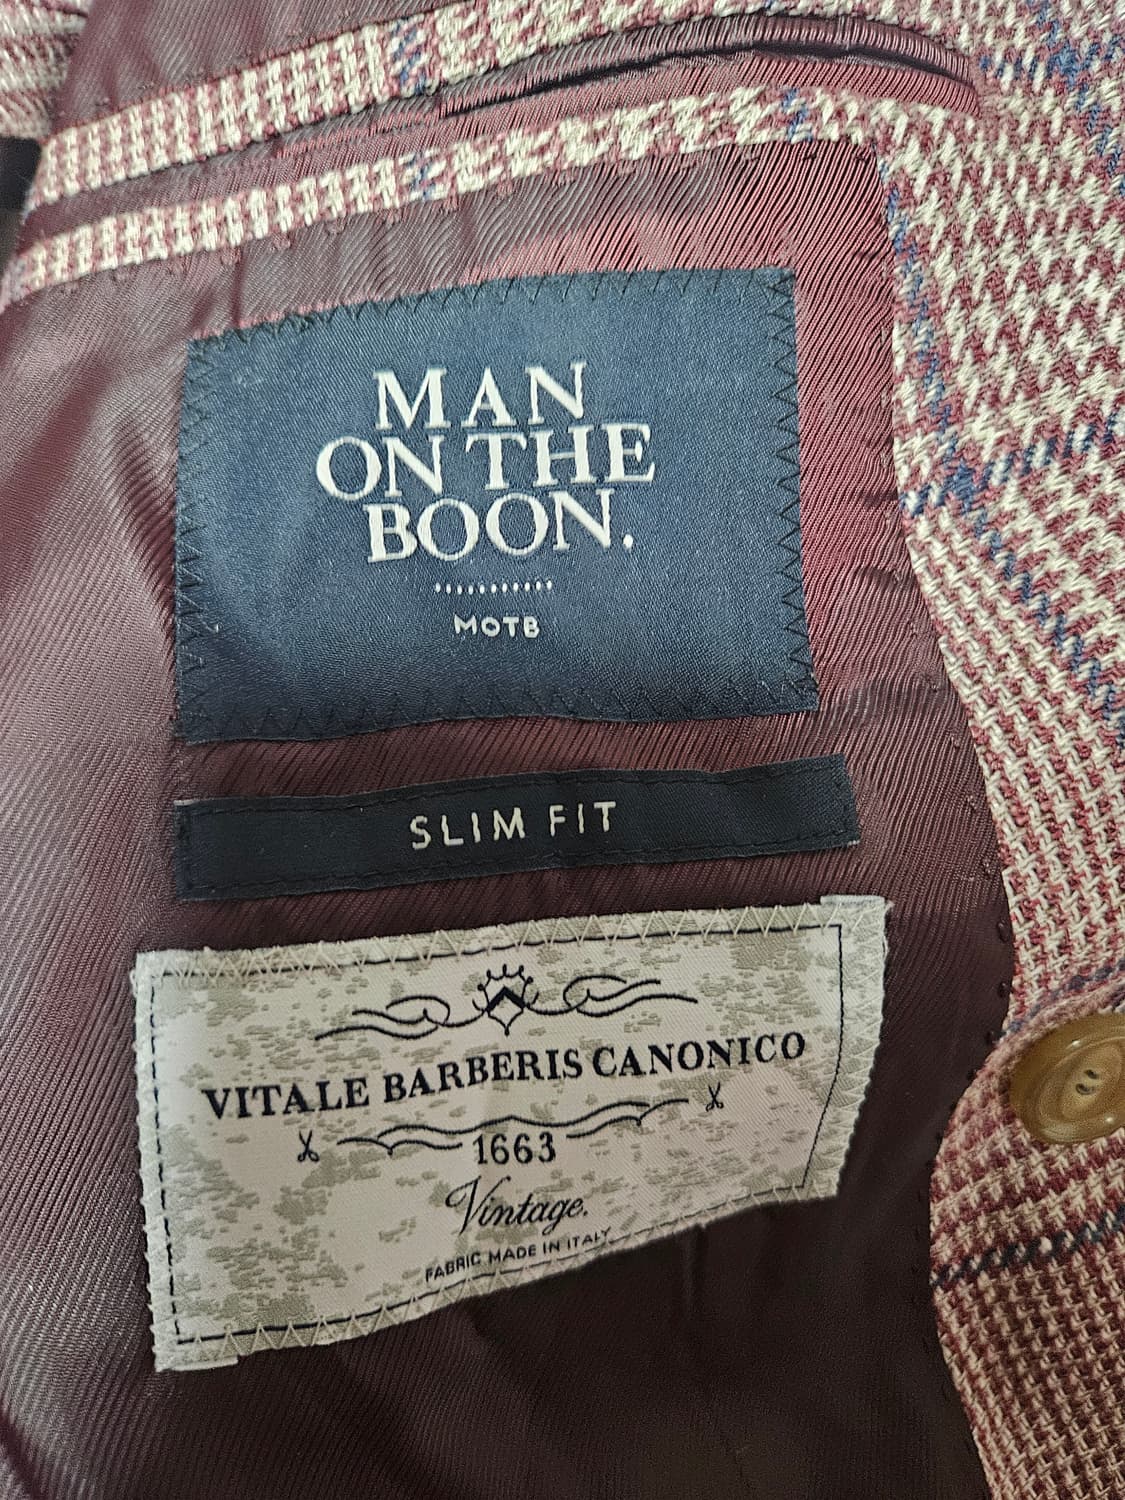 MAN
ON THE
BOON.
MOTB
SLIM FIT
VITALE BARBERIS CANONICO
1663
Vintage.
FABRIC MADE IN ITALY